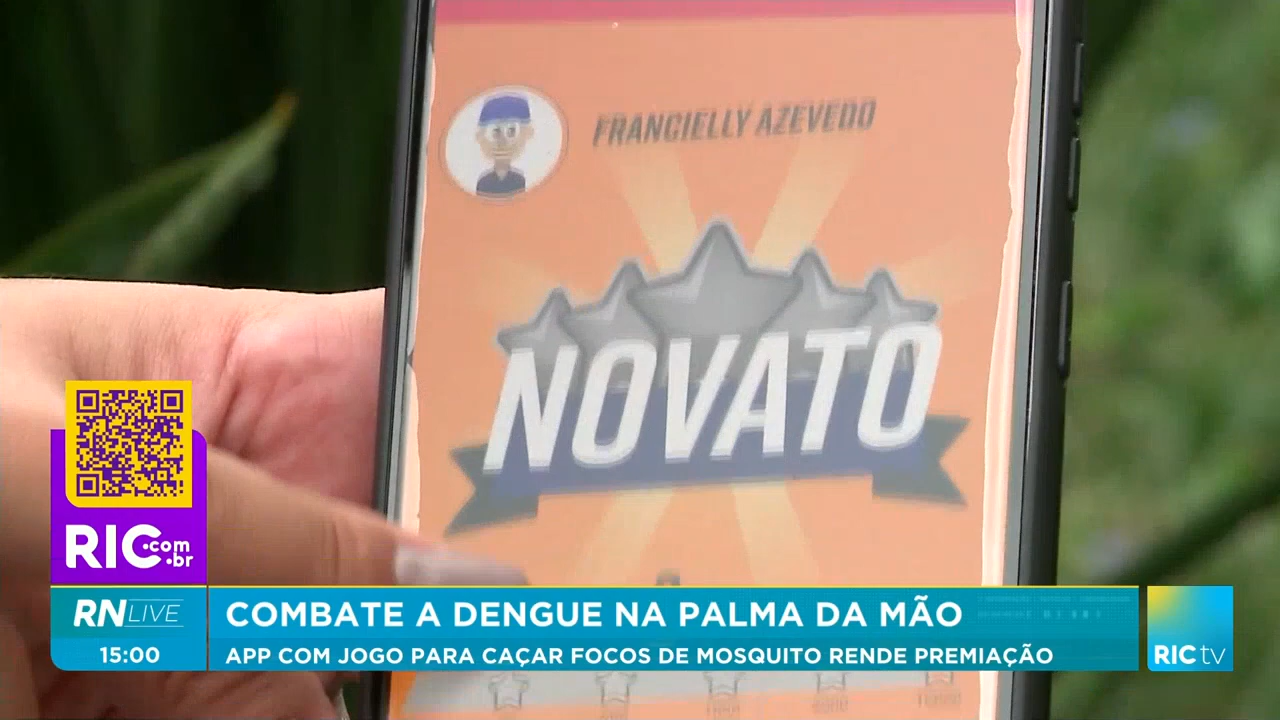 FRANCIELLY AZEVEDO
NOVATO
RIC.com.br
RN LIVE
15:00
COMBATE A DENGUE NA PALMA DA MÃO
APP COM JOGO PARA CAÇAR FOCOS DE MOSQUITO RENDE PREMIAÇÃO
RIC tv